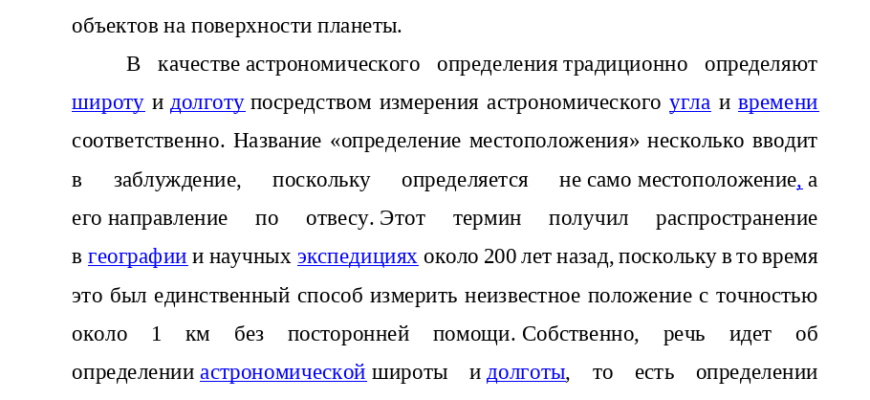 объектов на поверхности планеты.
В качестве астрономического определения традиционно определяют
широту и долготу посредством измерения астрономического угла и времени
соответственно. Название «определение местоположения» несколько вводит
в заблуждение, поскольку определяется не само местоположение, а
его направление по отвесу. Этот термин получил распространение
в географии и научных экспедициях около 200 лет назад, поскольку в то время
это был единственный способ измерить неизвестное положение с точностью
около 1 км без посторонней помощи. Собственно, речь идет об
определении астрономической широты и долготы, то есть определении